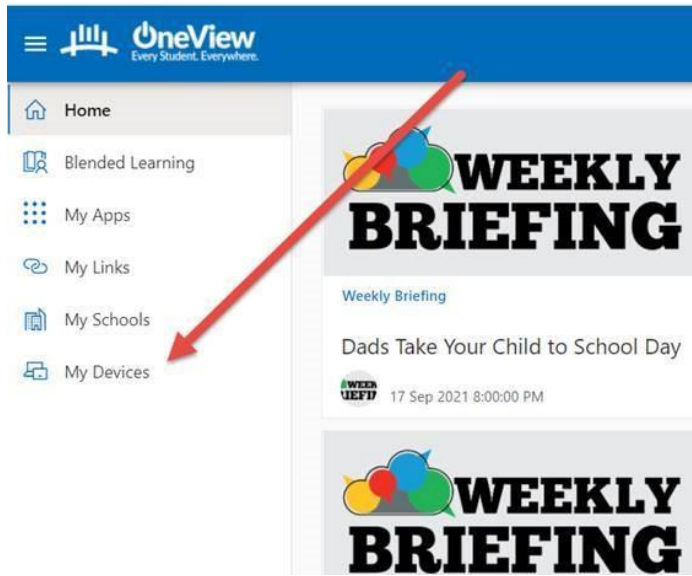 OneView
Every Student. Everywhere.
Home
Blended Learning
My Apps
My Links
My Schools
My Devices
WEEKLY
BRIEFING
Weekly Briefing
Dads Take Your Child to School Day
17 Sep 2021 8:00:00 PM
WEEKLY
BRIEFING